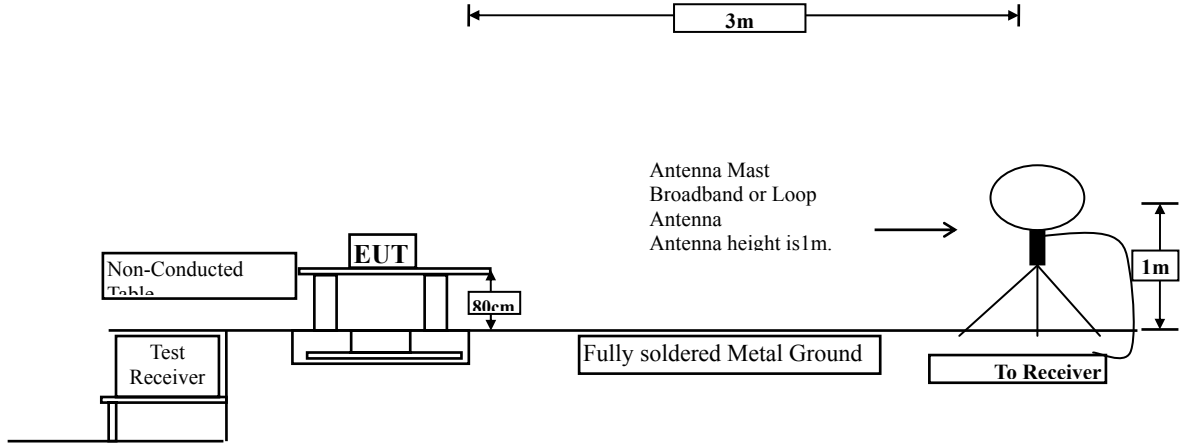 3m
Antenna Mast
Broadband or Loop
Antenna
Antenna height is1m.
EUT
Non-Conducted
Table
80cm
1m
Test
Receiver
Fully soldered Metal Ground
To Receiver